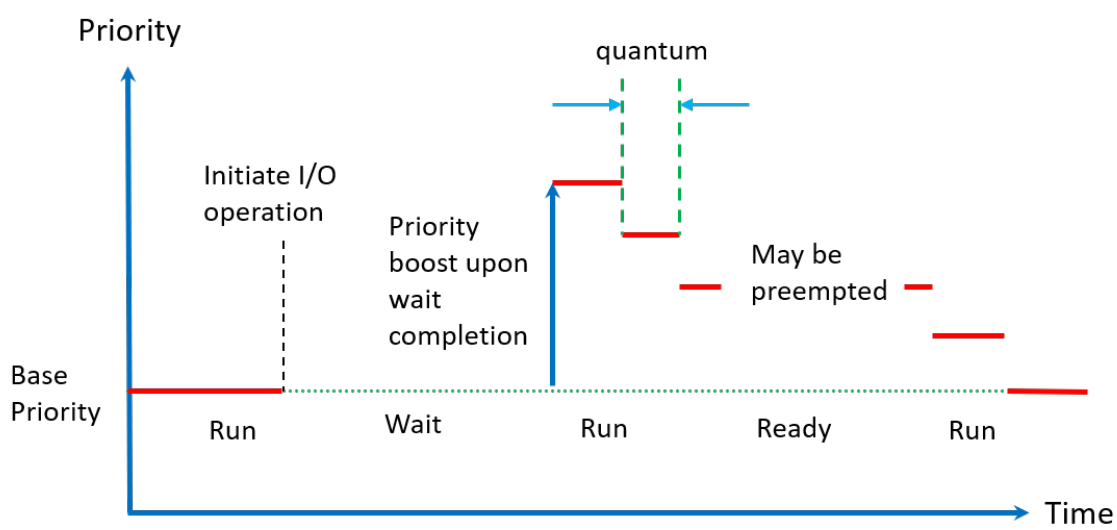 Priority
quantum
Initiate I/O
operation
Priority
boost upon
wait
completion
May be
preempted
Base
Priority
Run
Wait
Run
Ready
Run
Time